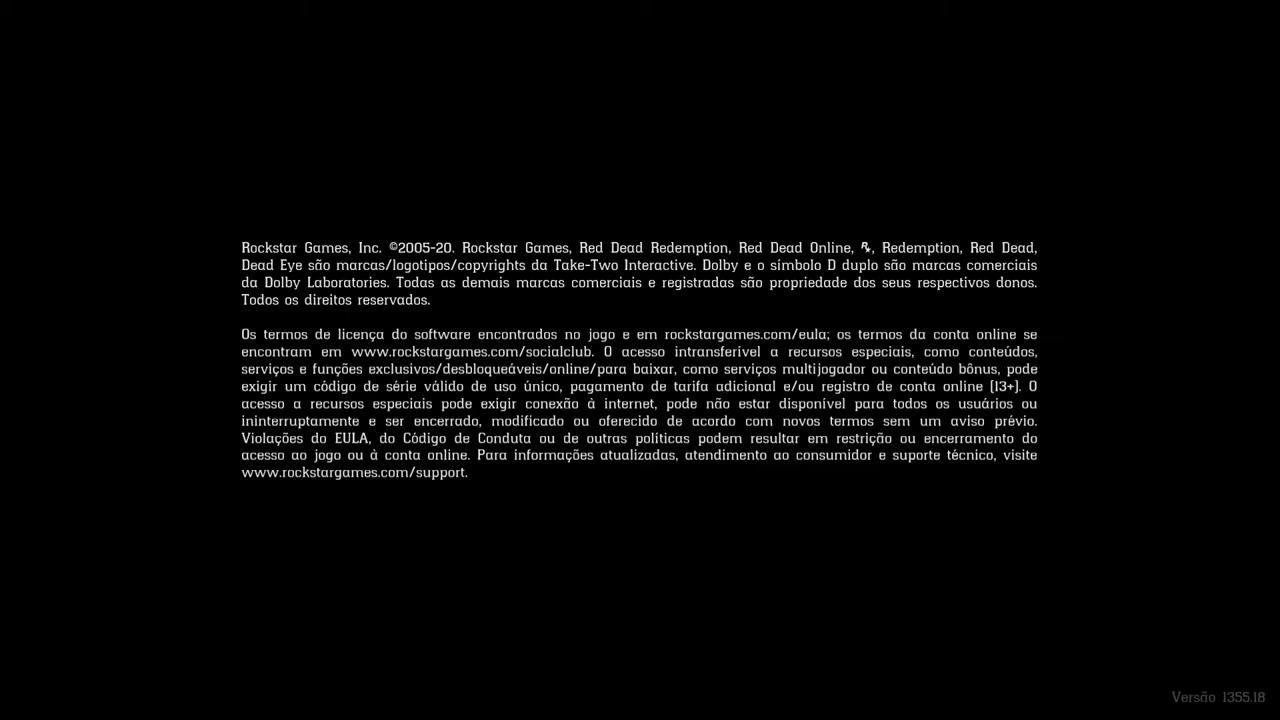 Rockstar Games, Inc. ©2005-20. Rockstar Games, Red Dead Redemption, Red Dead Online, R★, Redemption, Red Dead,
Dead Eye são marcas/logotipos/copyrights da Take-Two Interactive. Dolby e o símbolo D duplo são marcas comerciais
da Dolby Laboratories. Todas as demais marcas comerciais e registradas são propriedade dos seus respectivos donos.
Todos os direitos reservados.
Os termos de licença do software encontrados no jogo e em rockstargames.com/eula; os termos da conta online se
encontram em www.rockstargames.com/socialclub. O acesso intransferível a recursos especiais, como conteúdos,
serviços e funções exclusivos/desbloqueáveis/online/para baixar, como serviços multijogador ou conteúdo bônus, pode
exigir um código de série válido de uso único, pagamento de tarifa adicional e/ou registro de conta online (13+). O
acesso a recursos especiais pode exigir conexão à internet, pode não estar disponível para todos os usuários ou
ininterruptamente e ser encerrado, modificado ou oferecido de acordo com novos termos sem um aviso prévio.
Violações do EULA, do Código de Conduta ou de outras políticas podem resultar em restrição ou encerramento do
acesso ao jogo ou à conta online. Para informações atualizadas, atendimento ao consumidor e suporte técnico, visite
www.rockstargames.com/support.
Versão 1355.18